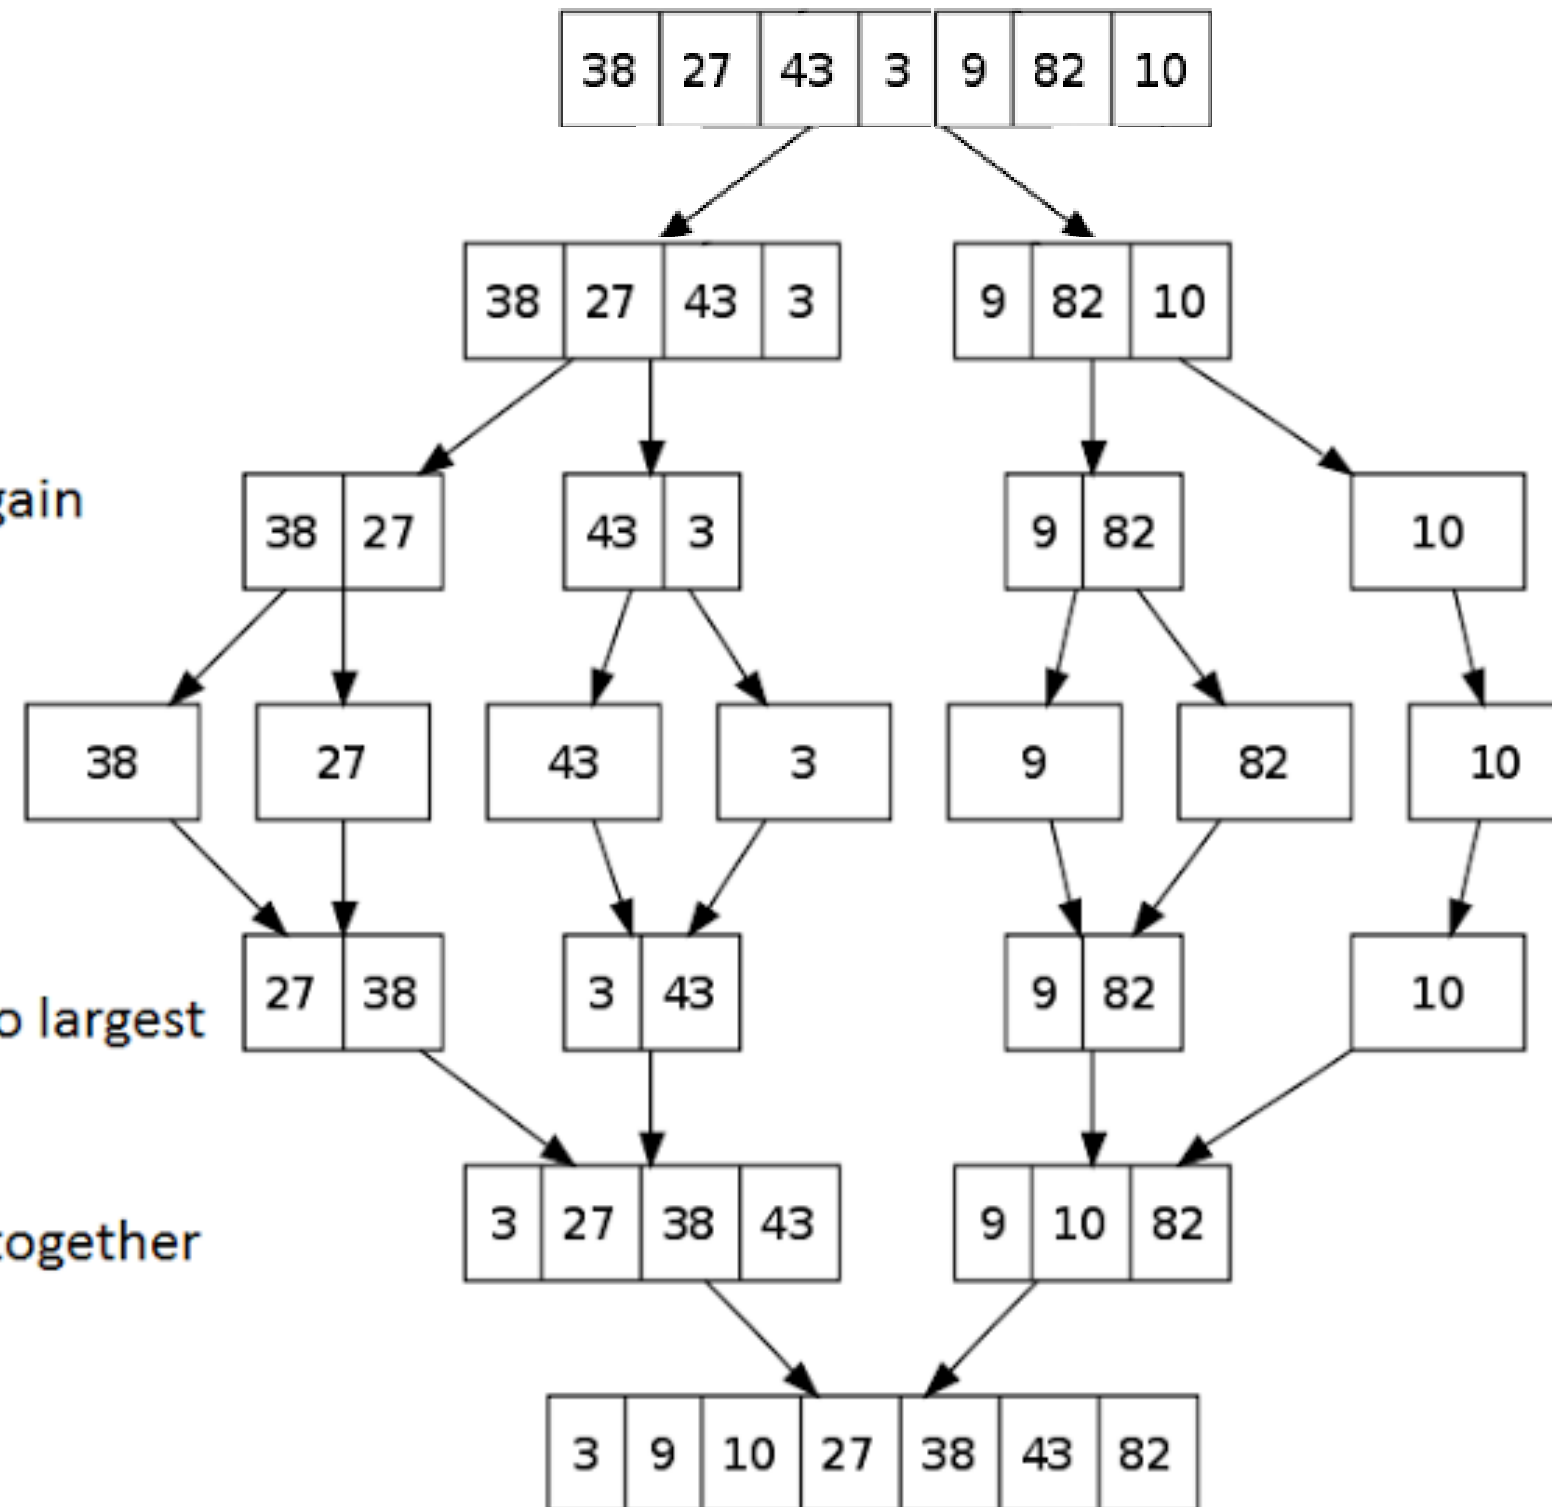 38 27 43 3 9 82 10
38 27 43 3 9 82 10
gain 38 27 43 3 9 82 10
38 27 43 3 9 82 10
o largest 27 38 3 43 9 82 10
together 3 27 38 43 9 10 82
3 9 10 27 38 43 82